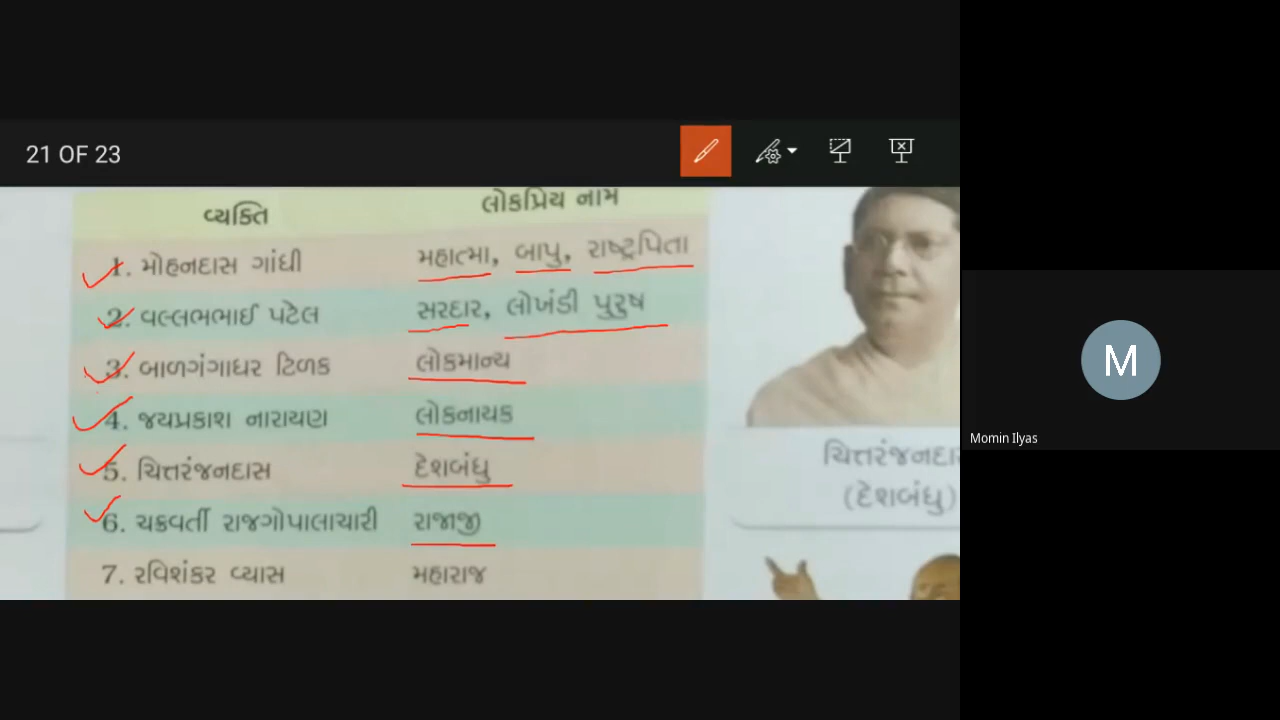 21 OF 23
વ્યક્તિ લોકપ્રિય નામ
1. મોહનદાસ ગાંધી મહાત્મા, બાપુ, રાષ્ટ્રપિતા
2. વલ્લભભાઈ પટેલ સરદાર, લોખંડી પુરુષ
3. બાળગંગાધર ટિળક લોકમાન્ય
4. જયપ્રકાશ નારાયણ લોકનાયક
5. ચિત્તરંજનદાસ દેશબંધુ
6. ચક્રવર્તી રાજગોપાલાચારી રાજાજી
7. રવિશંકર વ્યાસ મહારાજ
ચિત્તરંજનદા
(દેશબંધુ)
M
Momin Ilyas